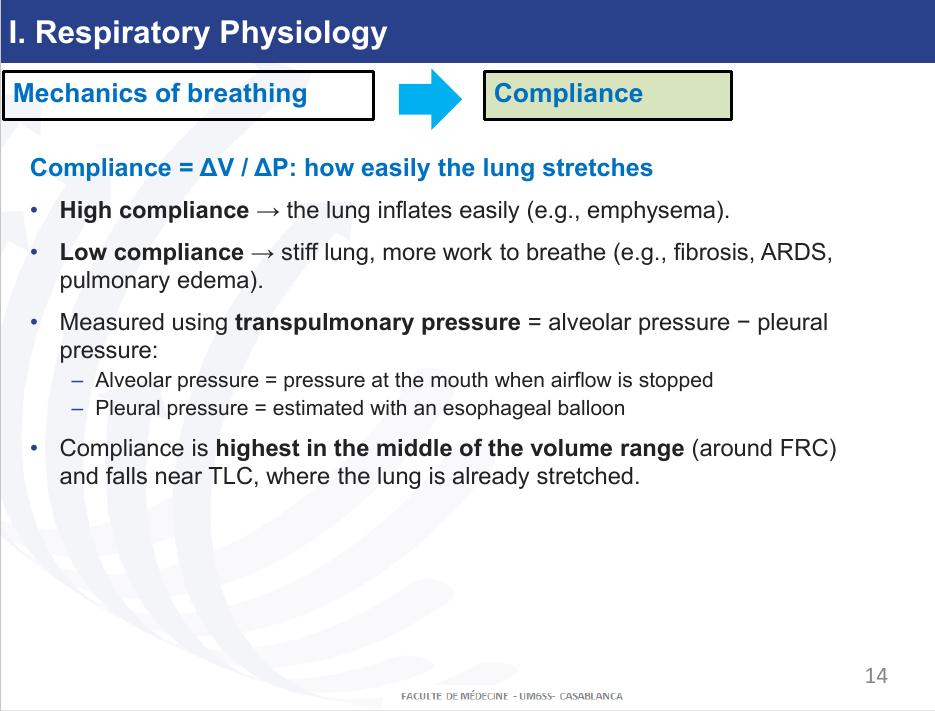 I. Respiratory Physiology
Mechanics of breathing
Compliance
Compliance = ΔV / ΔP: how easily the lung stretches
• High compliance → the lung inflates easily (e.g., emphysema).
• Low compliance → stiff lung, more work to breathe (e.g., fibrosis, ARDS,
pulmonary edema).
• Measured using transpulmonary pressure = alveolar pressure − pleural
pressure:
– Alveolar pressure = pressure at the mouth when airflow is stopped
– Pleural pressure = estimated with an esophageal balloon
• Compliance is highest in the middle of the volume range (around FRC)
and falls near TLC, where the lung is already stretched.
14
FACULTE DE MÉDECINE - UM6SS- CASABLANCA